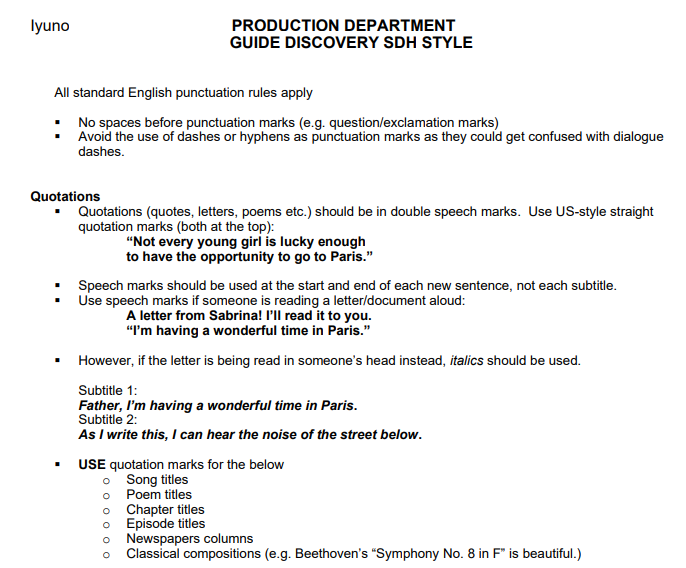 Iyuno
PRODUCTION DEPARTMENT
GUIDE DISCOVERY SDH STYLE
All standard English punctuation rules apply
▪ No spaces before punctuation marks (e.g. question/exclamation marks)
▪ Avoid the use of dashes or hyphens as punctuation marks as they could get confused with dialogue
dashes.
Quotations
▪ Quotations (quotes, letters, poems etc.) should be in double speech marks.  Use US-style straight
quotation marks (both at the top):
“Not every young girl is lucky enough
to have the opportunity to go to Paris.”
▪ Speech marks should be used at the start and end of each new sentence, not each subtitle.
▪ Use speech marks if someone is reading a letter/document aloud:
A letter from Sabrina! I’ll read it to you.
“I’m having a wonderful time in Paris.”
▪ However, if the letter is being read in someone’s head instead, italics should be used.
Subtitle 1:
Father, I’m having a wonderful time in Paris.
Subtitle 2:
As I write this, I can hear the noise of the street below.
▪ USE quotation marks for the below
o Song titles
o Poem titles
o Chapter titles
o Episode titles
o Newspapers columns
o Classical compositions (e.g. Beethoven’s “Symphony No. 8 in F” is beautiful.)